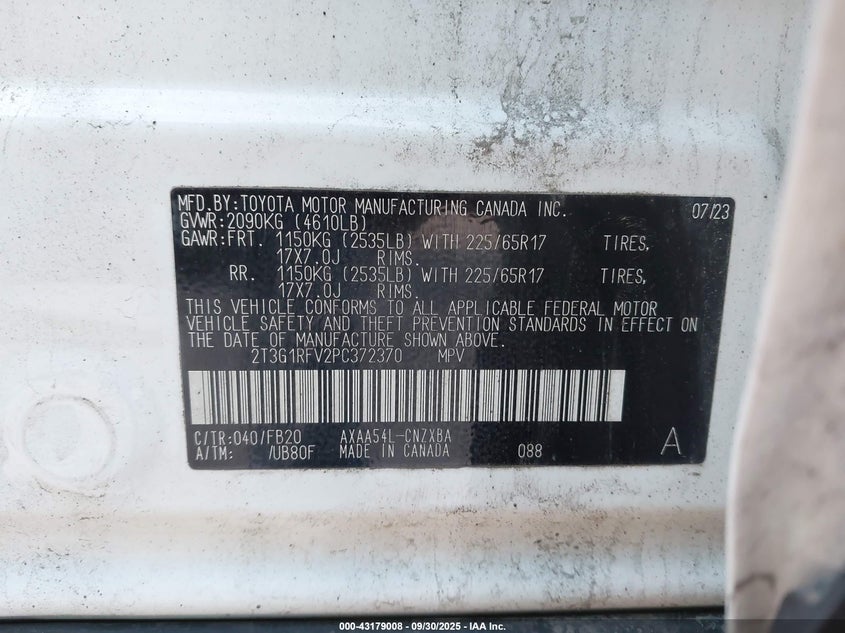 MFD.BY:TOYOTA MOTOR MANUFACTURING CANADA INC. 07/23
GVWR:2090KG (4610LB)
GAWR:FRT. 1150KG (2535LB) WITH 225/65R17 TIRES,
17X7.0J RIMS.
RR. 1150KG (2535LB) WITH 225/65R17 TIRES,
17X7.0J RIMS.
THIS VEHICLE CONFORMS TO ALL APPLICABLE FEDERAL MOTOR
VEHICLE SAFETY AND THEFT PREVENTION STANDARDS IN EFFECT ON
THE DATE OF MANUFACTURE SHOWN ABOVE.
2T3G1RFV2PC372370 MPV
C/TR:040/FB20 AXAA54L-CNZXBA
A/TM: /UB80F MADE IN CANADA 088 A
000-43179008 - 09/30/2025 - IAA Inc.